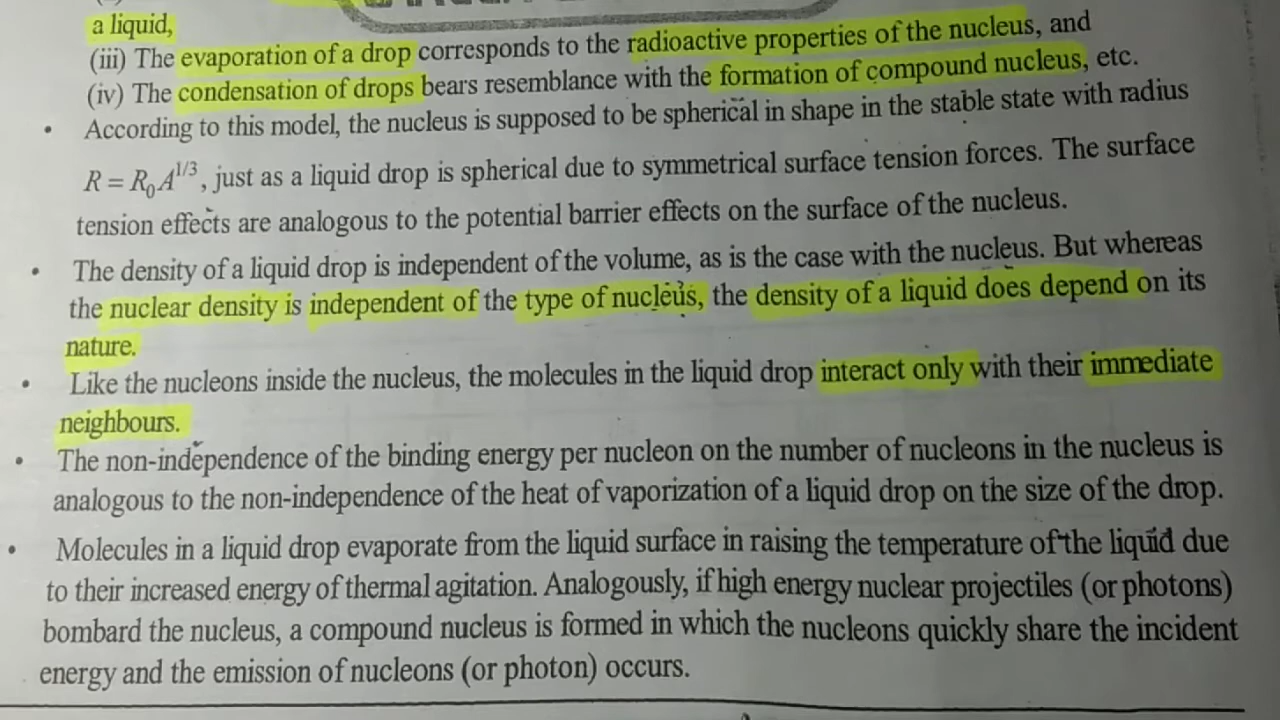 a liquid,
(iii) The evaporation of a drop corresponds to the radioactive properties of the nucleus, and
(iv) The condensation of drops bears resemblance with the formation of compound nucleus, etc.
• According to this model, the nucleus is supposed to be spherical in shape in the stable state with radius
R = R₀A^1/3, just as a liquid drop is spherical due to symmetrical surface tension forces. The surface
tension effects are analogous to the potential barrier effects on the surface of the nucleus.
• The density of a liquid drop is independent of the volume, as is the case with the nucleus. But whereas
the nuclear density is independent of the type of nucleus, the density of a liquid does depend on its
nature.
• Like the nucleons inside the nucleus, the molecules in the liquid drop interact only with their immediate
neighbours.
• The non-independence of the binding energy per nucleon on the number of nucleons in the nucleus is
analogous to the non-independence of the heat of vaporization of a liquid drop on the size of the drop.
• Molecules in a liquid drop evaporate from the liquid surface in raising the temperature of the liquid due
to their increased energy of thermal agitation. Analogously, if high energy nuclear projectiles (or photons)
bombard the nucleus, a compound nucleus is formed in which the nucleons quickly share the incident
energy and the emission of nucleons (or photon) occurs.